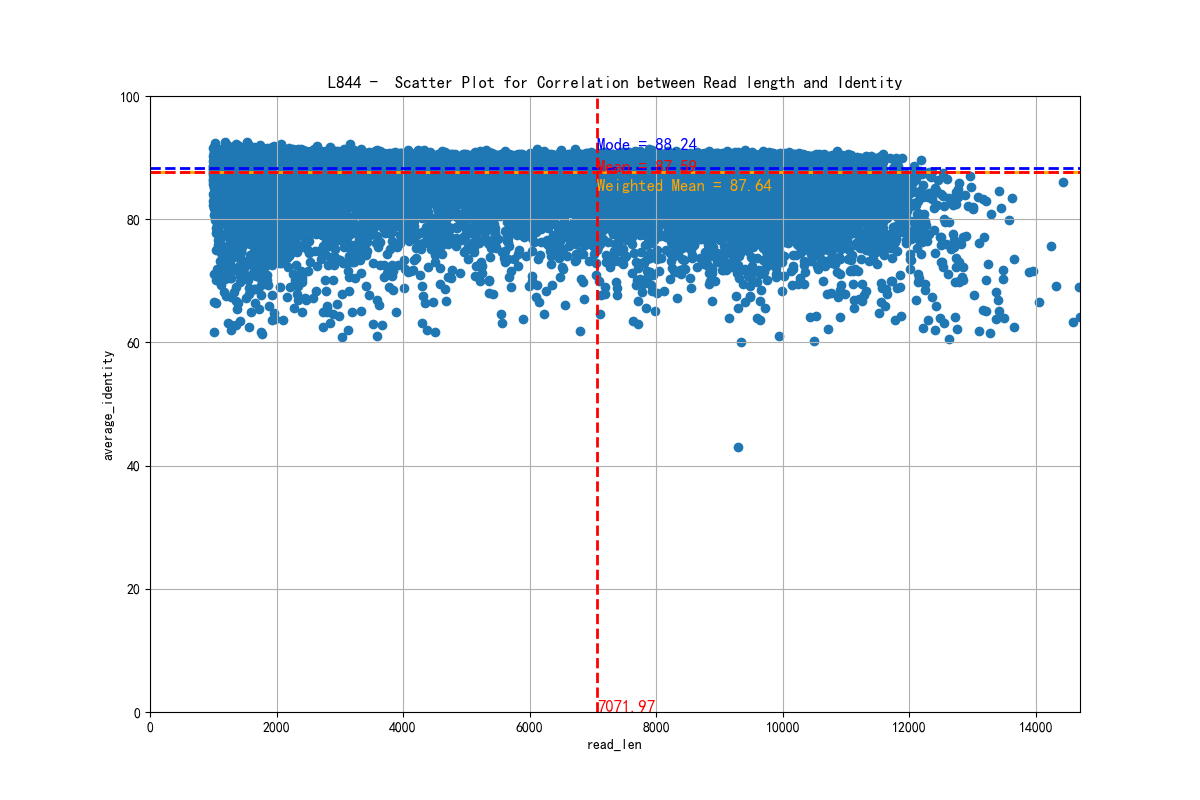 L844 -  Scatter Plot for Correlation between Read length and Identity
100
80
60
40
20
0
average_identity
Mode = 88.24
Mean = 87.59
Weighted Mean = 87.64
7071.97
0 2000 4000 6000 8000 10000 12000 14000
read_len